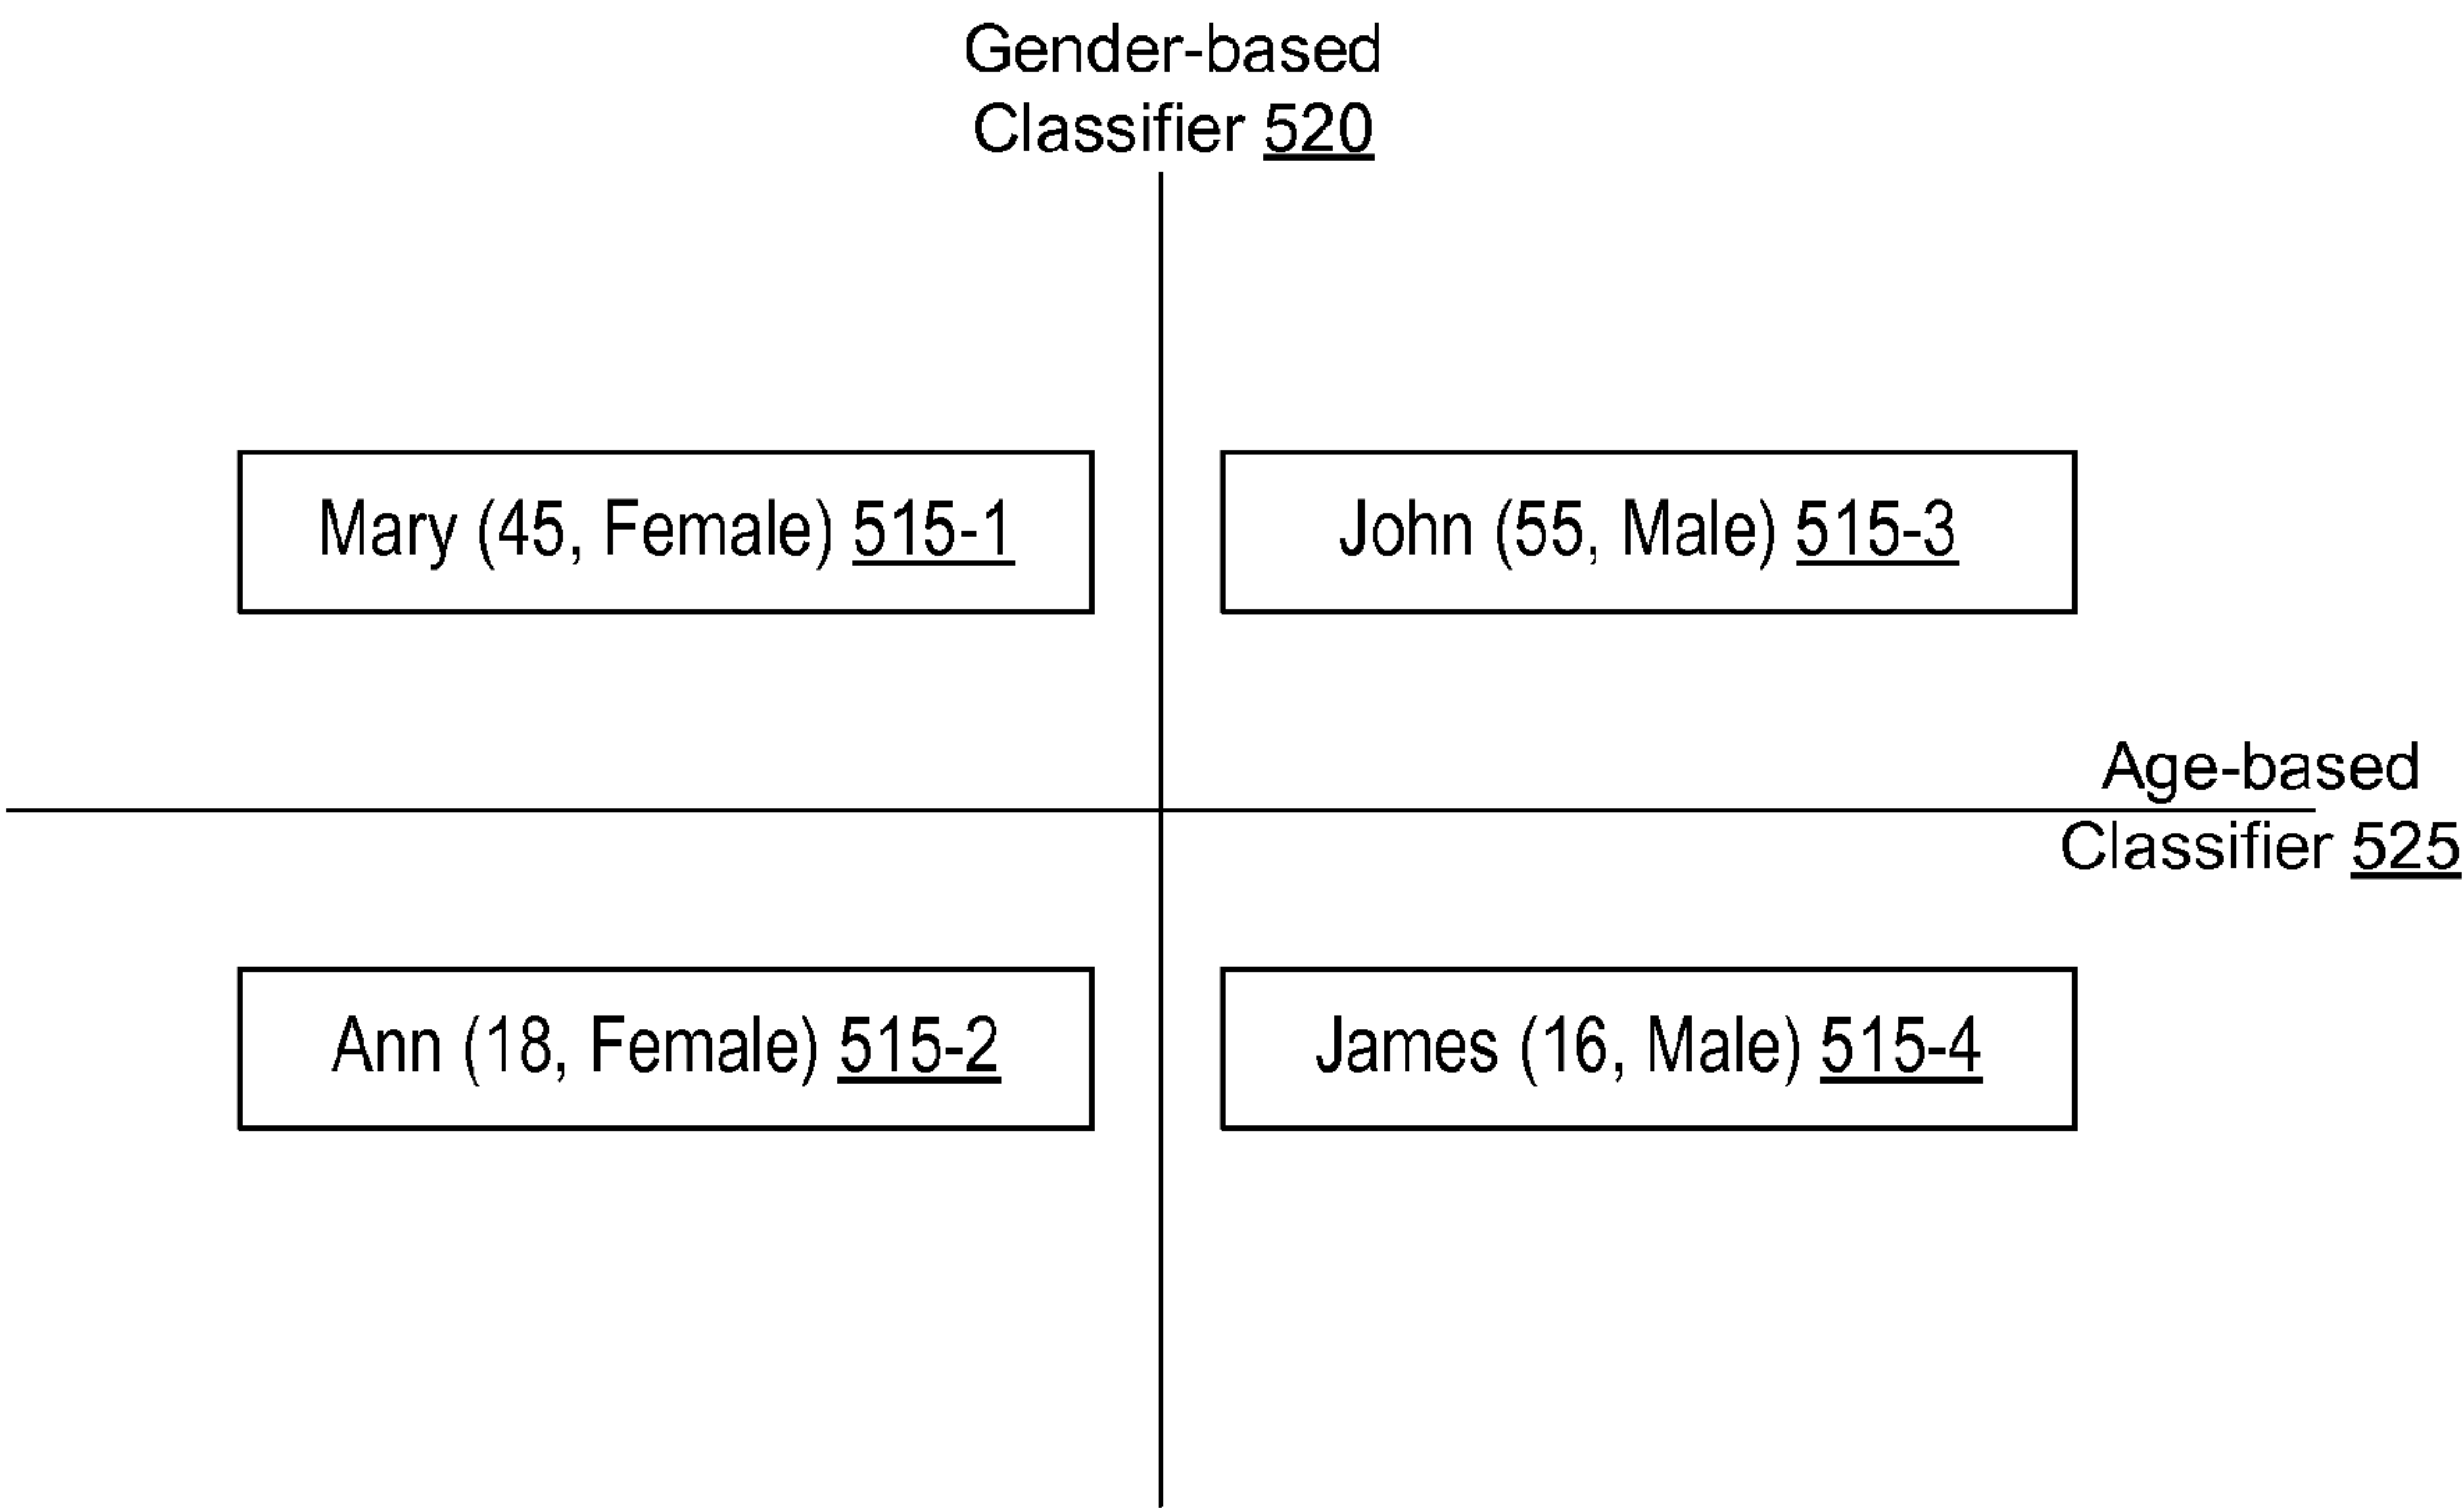 Gender-based
Classifier 520
Mary (45, Female) 515-1
John (55, Male) 515-3
Age-based
Classifier 525
Ann (18, Female) 515-2
James (16, Male) 515-4